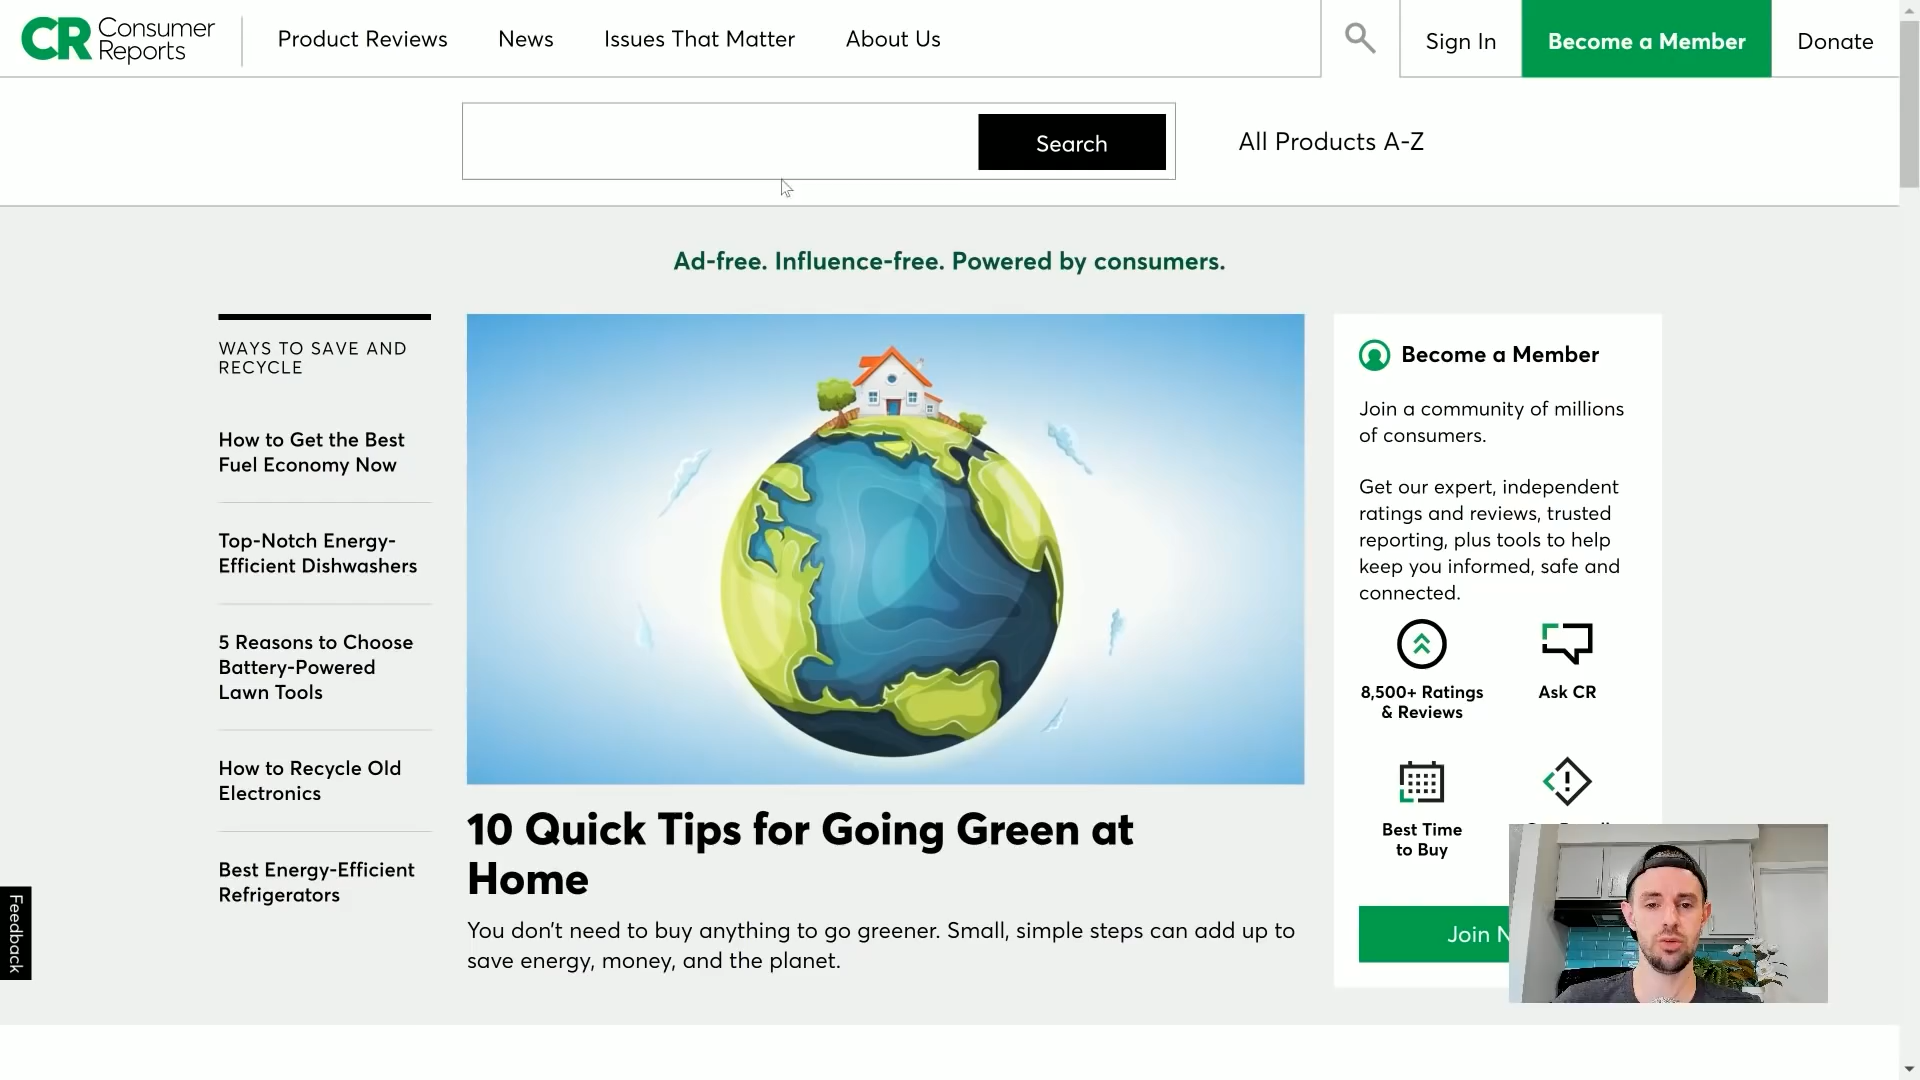 CR Consumer
Reports
Product Reviews
News
Issues That Matter
About Us
Sign In
Become a Member
Donate
Search
All Products A-Z
Ad-free. Influence-free. Powered by consumers.
WAYS TO SAVE AND
RECYCLE
How to Get the Best
Fuel Economy Now
Top-Notch Energy-
Efficient Dishwashers
5 Reasons to Choose
Battery-Powered
Lawn Tools
How to Recycle Old
Electronics
Best Energy-Efficient
Refrigerators
10 Quick Tips for Going Green at
Home
You don't need to buy anything to go greener. Small, simple steps can add up to
save energy, money, and the planet.
Become a Member
Join a community of millions
of consumers.
Get our expert, independent
ratings and reviews, trusted
reporting, plus tools to help
keep you informed, safe and
connected.
8,500+ Ratings
& Reviews
Ask CR
Best Time
to Buy
Join
Feedback